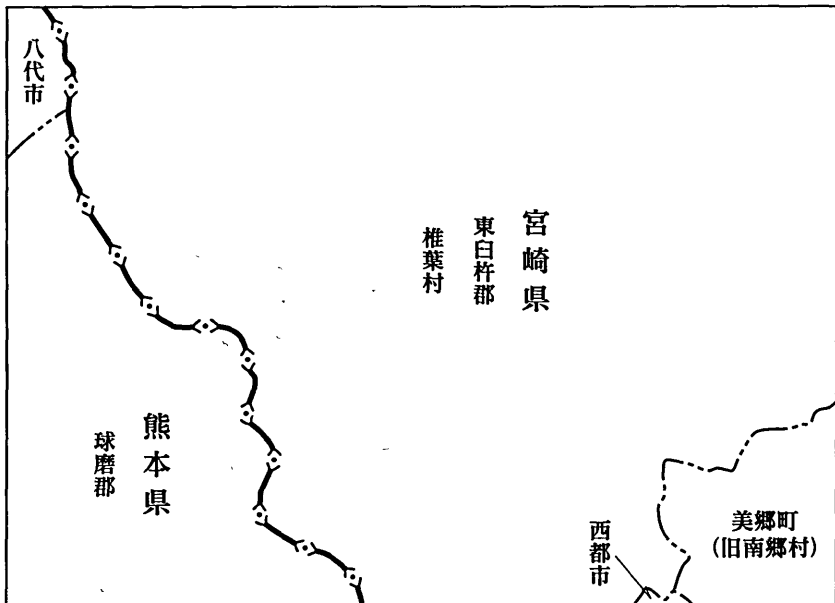 八代市
宮崎県
東臼杵郡
椎葉村
熊本県
球磨郡
美郷町
(旧南郷村)
西都市